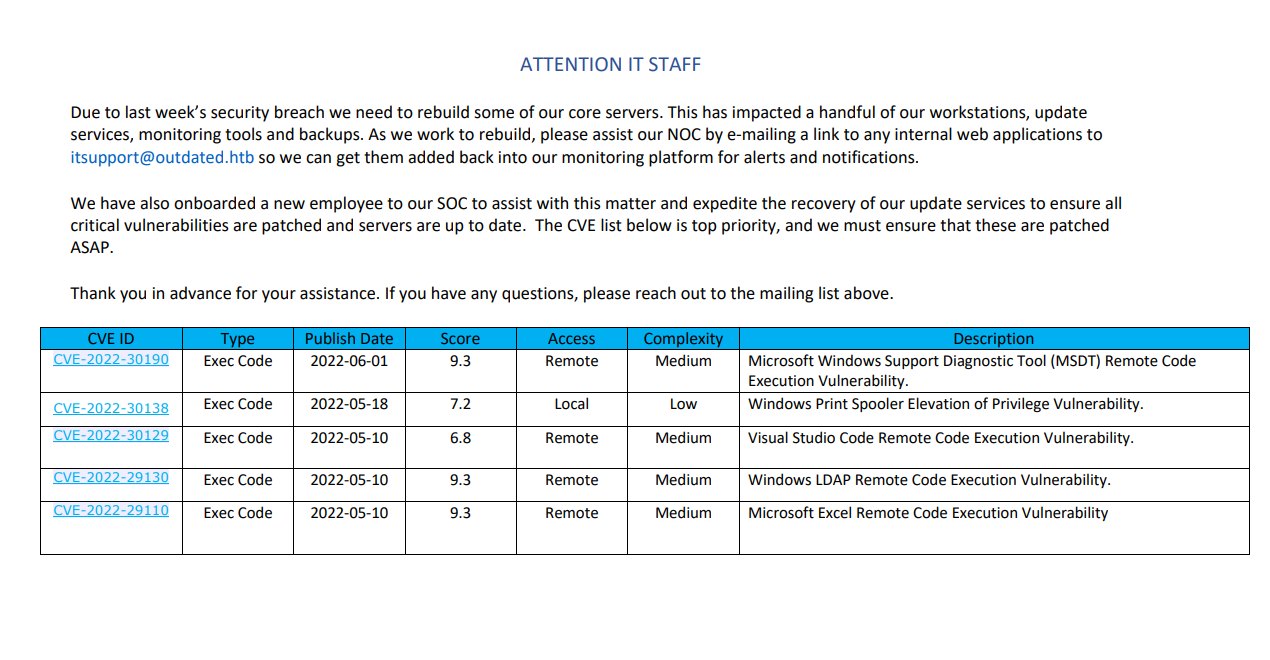 ATTENTION IT STAFF
Due to last week’s security breach we need to rebuild some of our core servers. This has impacted a handful of our workstations, update
services, monitoring tools and backups. As we work to rebuild, please assist our NOC by e-mailing a link to any internal web applications to
itsupport@outdated.htb so we can get them added back into our monitoring platform for alerts and notifications.
We have also onboarded a new employee to our SOC to assist with this matter and expedite the recovery of our update services to ensure all
critical vulnerabilities are patched and servers are up to date.  The CVE list below is top priority, and we must ensure that these are patched
ASAP.
Thank you in advance for your assistance. If you have any questions, please reach out to the mailing list above.
CVE ID Type Publish Date Score Access Complexity Description
CVE-2022-30190 Exec Code 2022-06-01 9.3 Remote Medium Microsoft Windows Support Diagnostic Tool (MSDT) Remote Code
Execution Vulnerability.
CVE-2022-30138 Exec Code 2022-05-18 7.2 Local Low Windows Print Spooler Elevation of Privilege Vulnerability.
CVE-2022-30129 Exec Code 2022-05-10 6.8 Remote Medium Visual Studio Code Remote Code Execution Vulnerability.
CVE-2022-29130 Exec Code 2022-05-10 9.3 Remote Medium Windows LDAP Remote Code Execution Vulnerability.
CVE-2022-29110 Exec Code 2022-05-10 9.3 Remote Medium Microsoft Excel Remote Code Execution Vulnerability